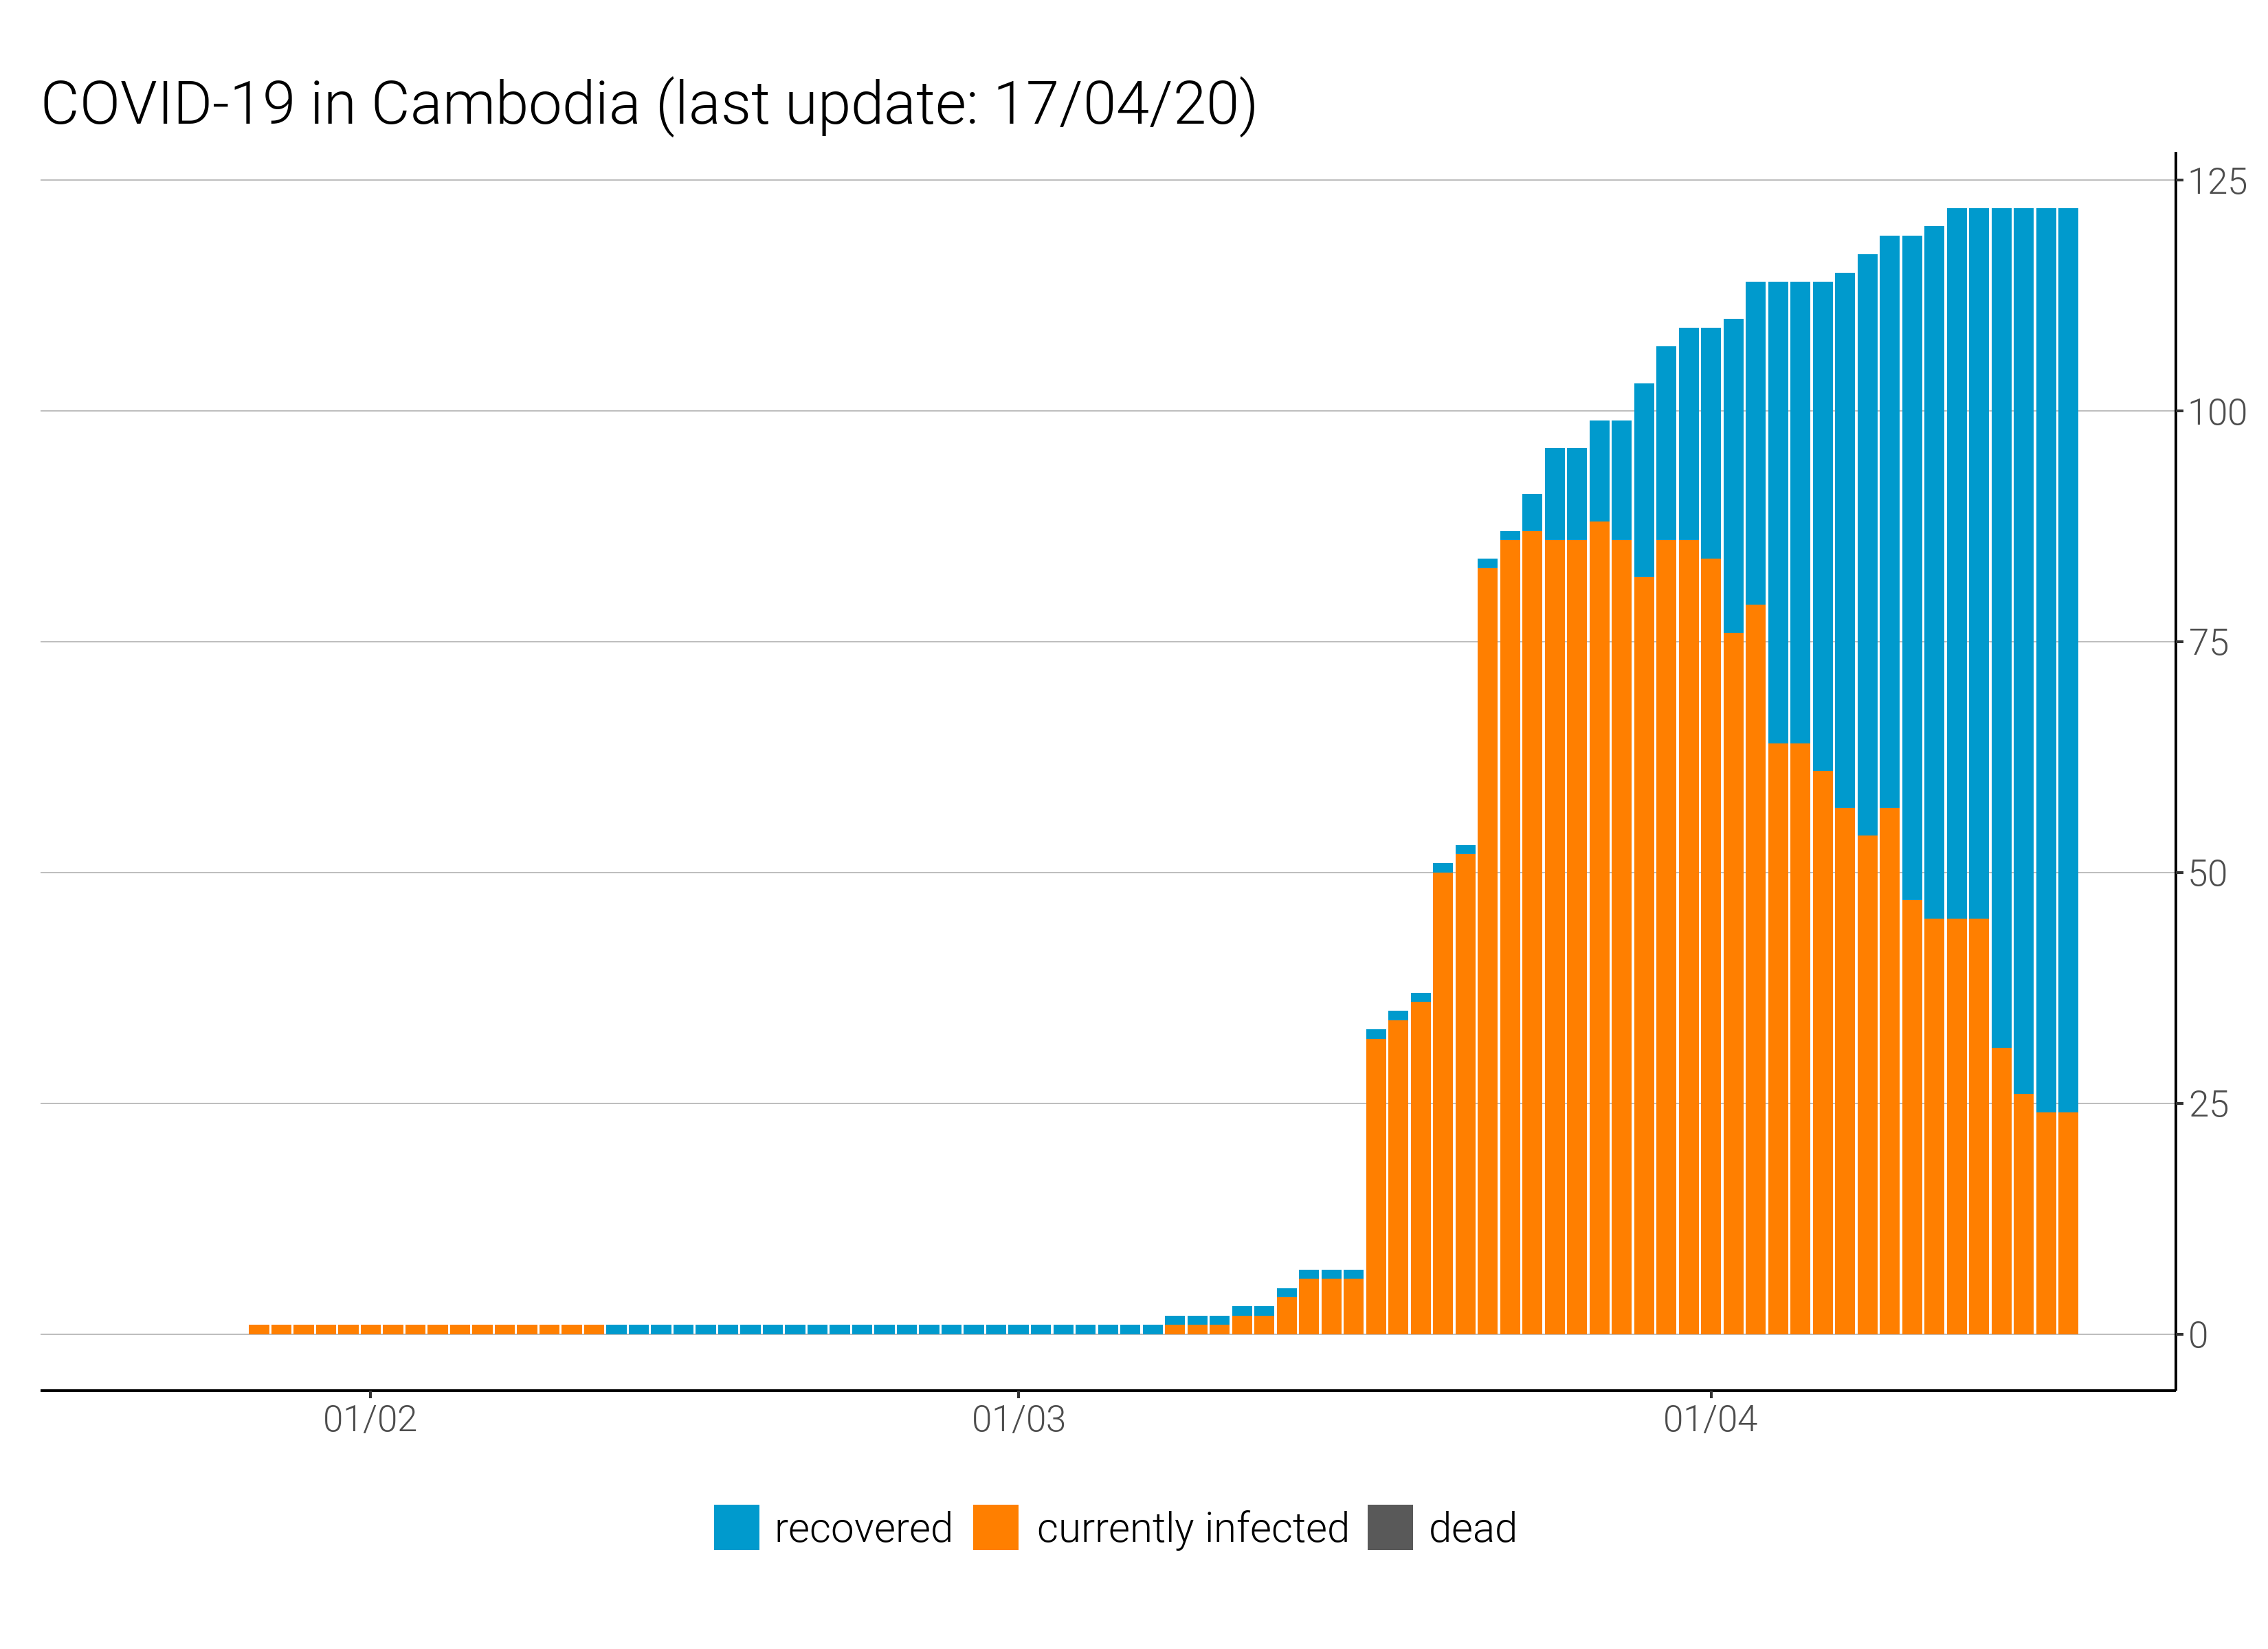 COVID-19 in Cambodia (last update: 17/04/20)
125
100
75
50
25
0
01/02 01/03 01/04
recovered currently infected dead